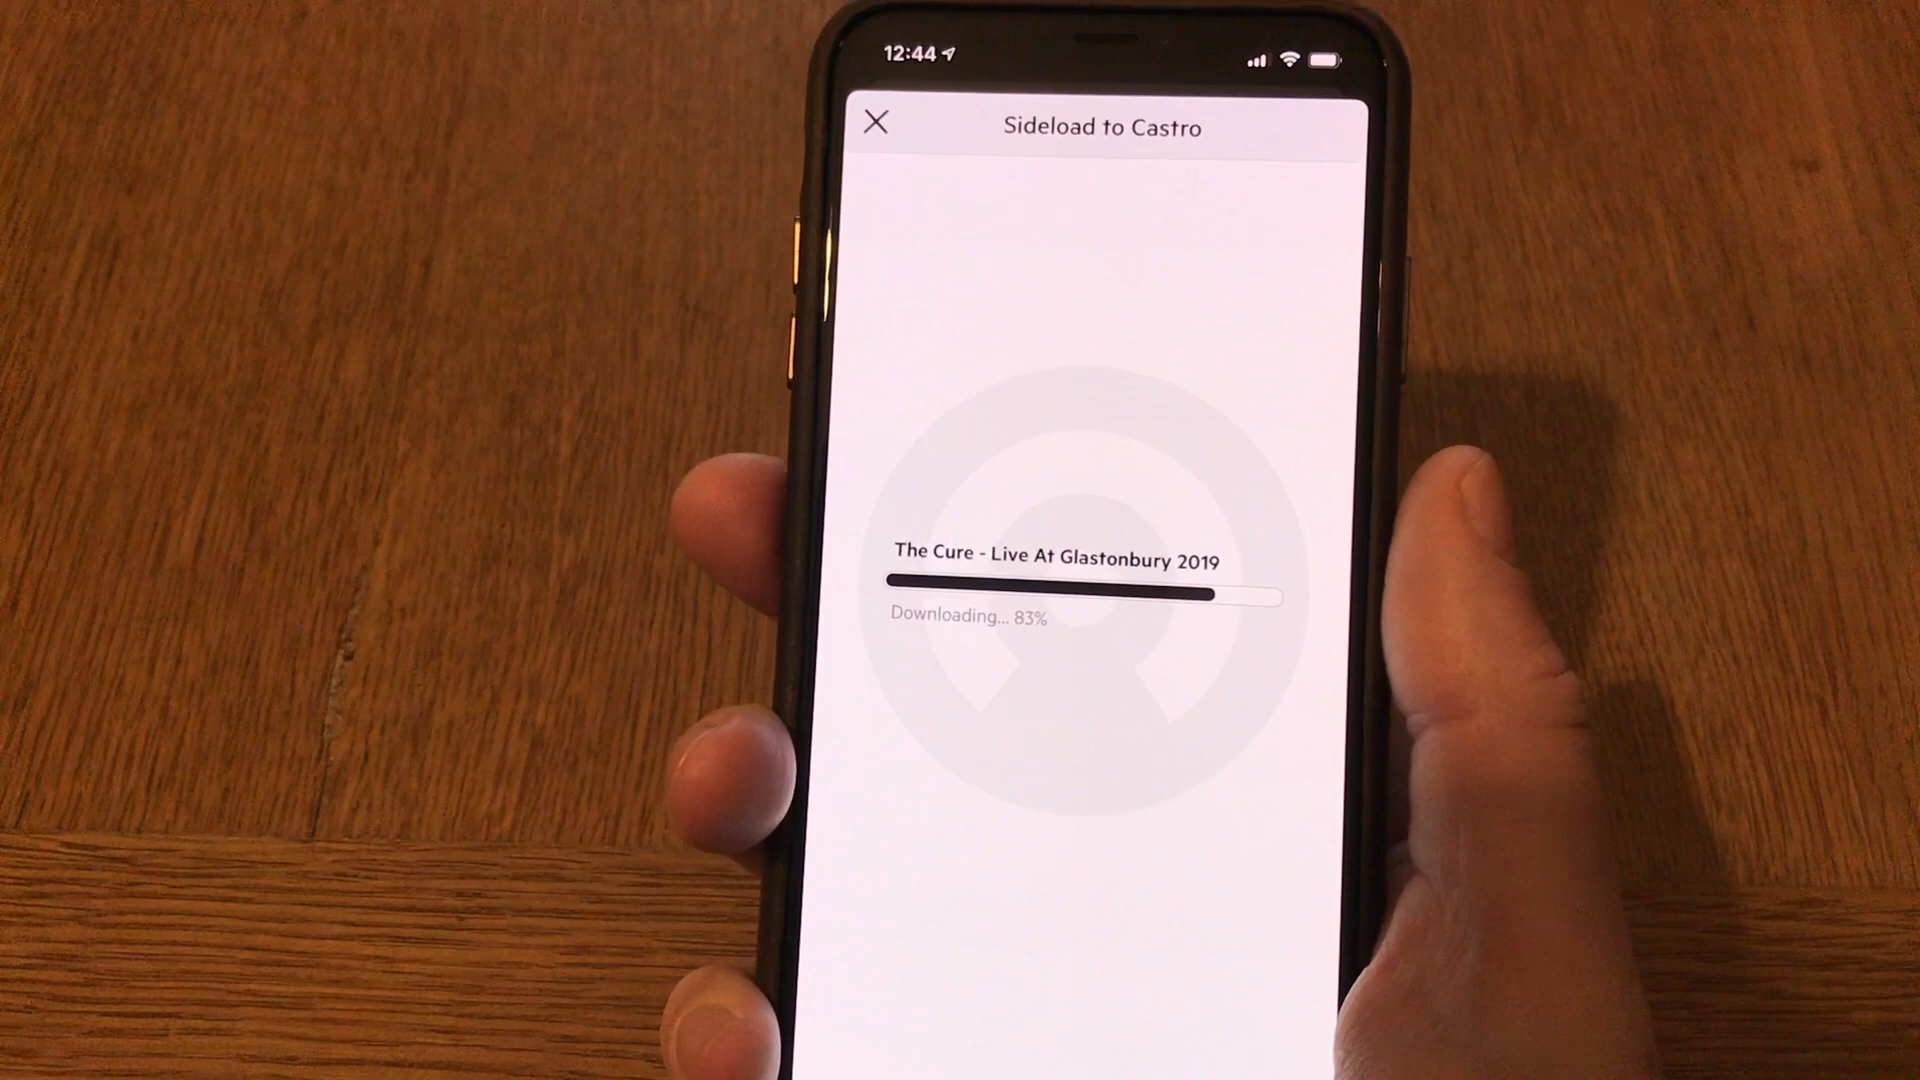 12:44
Sideload to Castro
The Cure - Live At Glastonbury 2019
Downloading... 83%